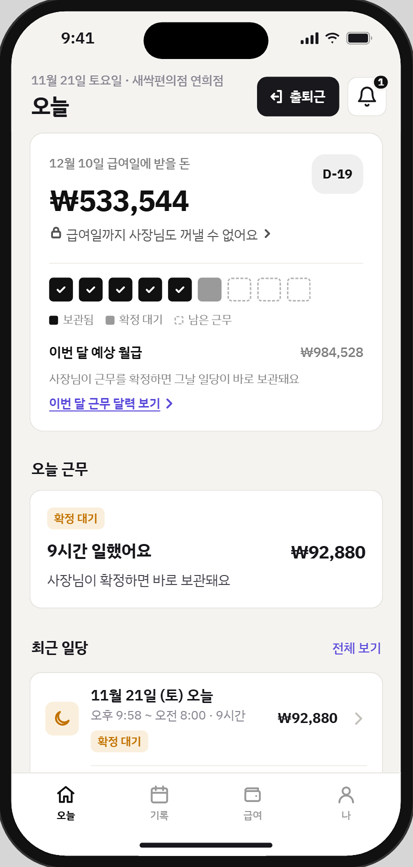 9:41
11월 21일 토요일 · 새싹편의점 연희점
오늘
출퇴근
1
12월 10일 급여일에 받을 돈
D-19
₩533,544
급여일까지 사장님도 꺼낼 수 없어요
보관됨 확정 대기 남은 근무
이번 달 예상 월급 ₩984,528
사장님이 근무를 확정하면 그날 일당이 바로 보관돼요
이번 달 근무 달력 보기
오늘 근무
확정 대기
9시간 일했어요 ₩92,880
사장님이 확정하면 바로 보관돼요
최근 일당 전체 보기
11월 21일 (토) 오늘
오후 9:58 ~ 오전 8:00 · 9시간 ₩92,880
확정 대기
오늘 기록 급여 나